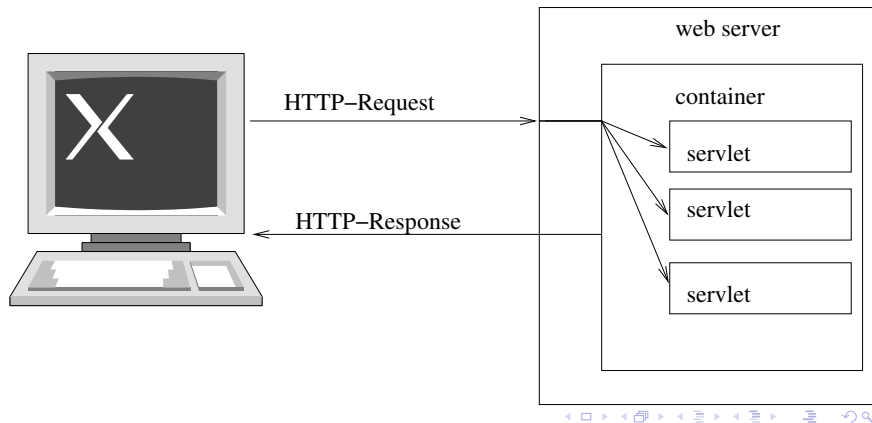 web server
HTTP−Request
container
servlet
servlet
HTTP−Response
servlet